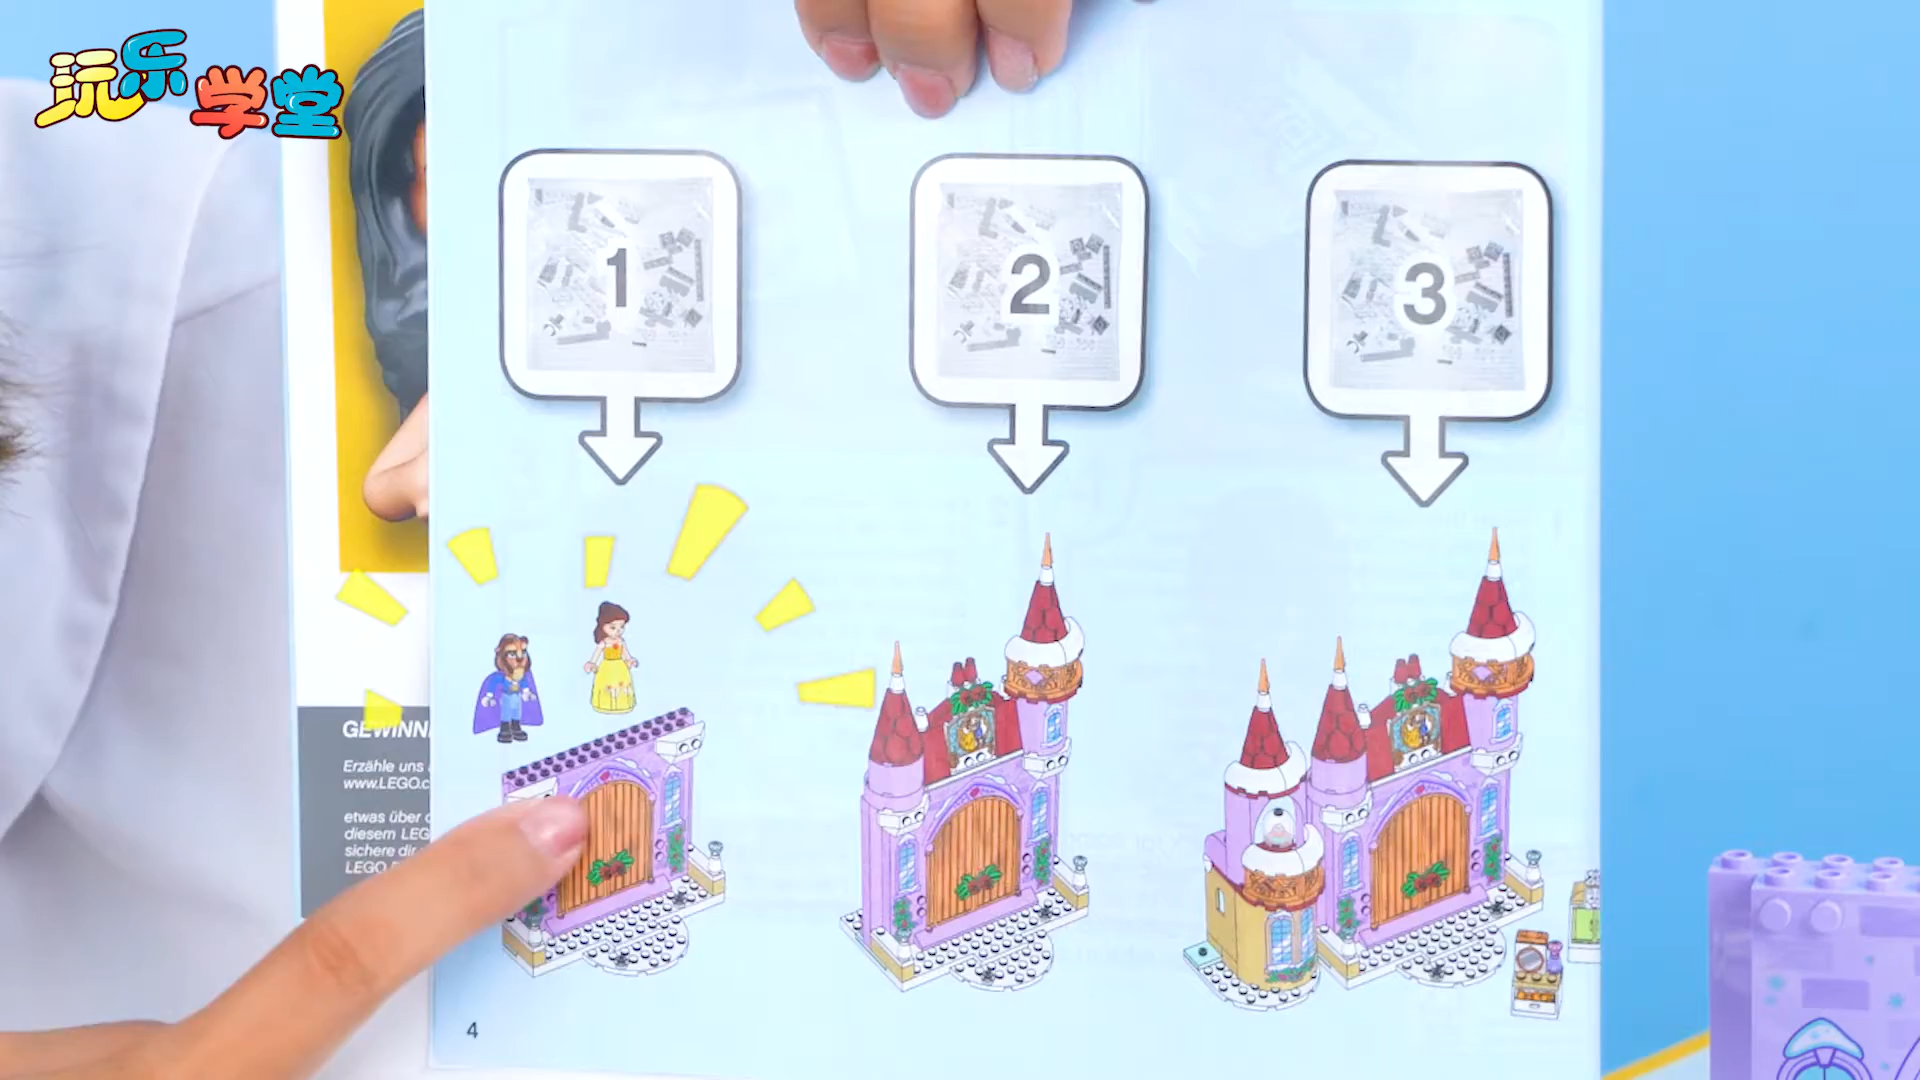 玩乐学堂
1
2
3
GEWINN
Erzähle uns
www.LEGO.c
etwas über
diesem LEG
sichere dir
LEGO
4